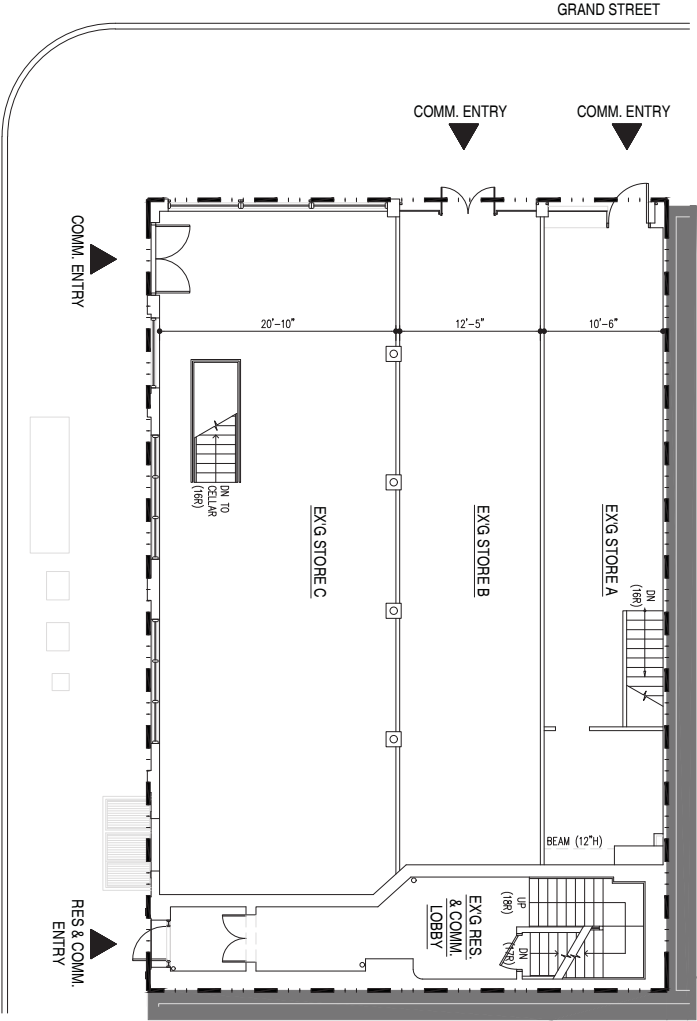 GRAND STREET
COMM. ENTRY
COMM. ENTRY
COMM. ENTRY
20'-10"
12'-5"
10'-6"
DN TO
CELLAR
(16R)
EX'G STORE C
EX'G STORE B
EX'G STORE A
DN
(16R)
BEAM (12"H)
RES & COMM.
ENTRY
EX'G RES.
& COMM.
LOBBY
UP
(18R)
DN
(17R)